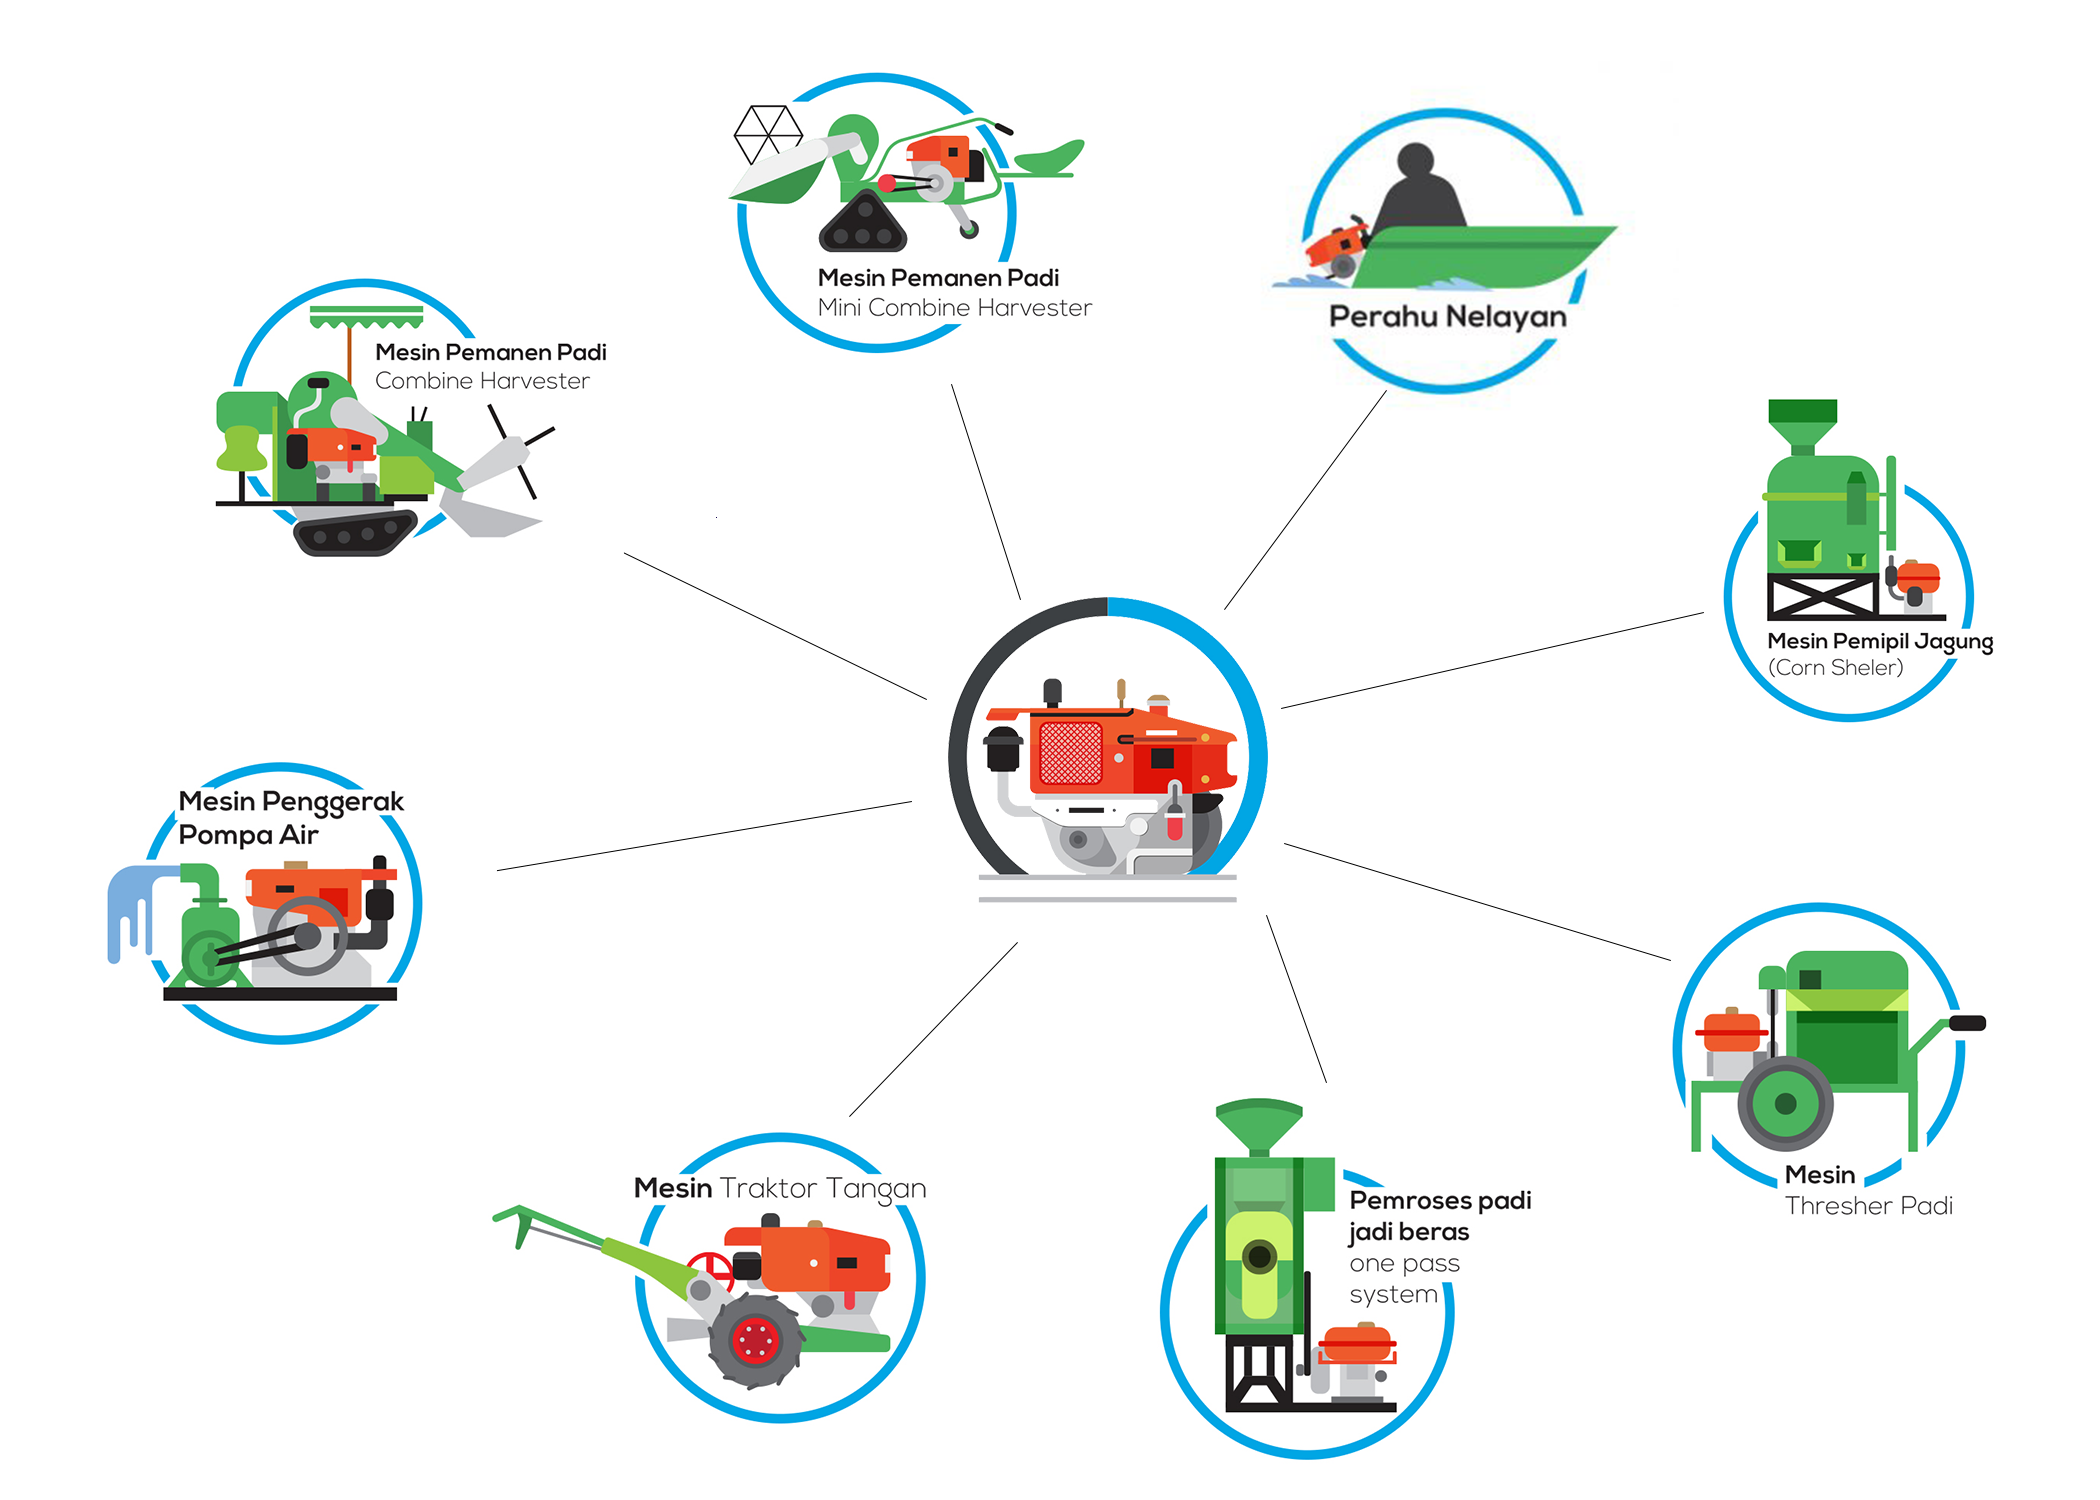 Mesin Pemanen Padi
Mini Combine Harvester
Perahu Nelayan
Mesin Pemanen Padi
Combine Harvester
Mesin Pemipil Jagung
(Corn Sheler)
Mesin Penggerak
Pompa Air
Mesin
Thresher Padi
Mesin Traktor Tangan
Pemroses padi
jadi beras
one pass
system